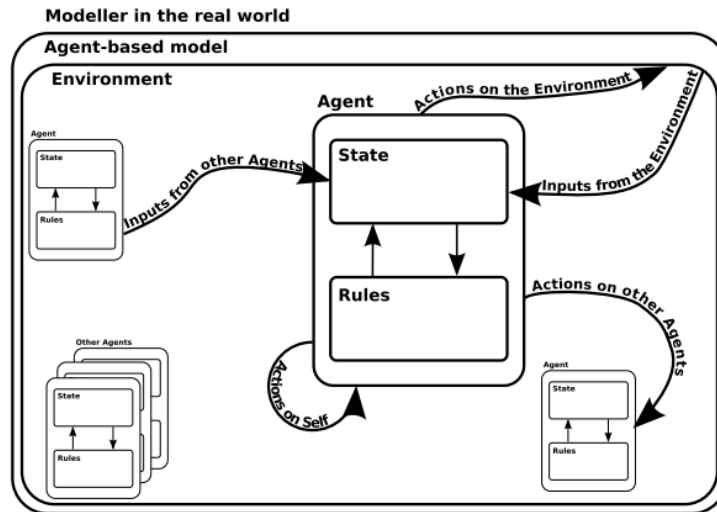 Modeller in the real world
Agent-based model
Environment
Actions on the Environment
Agent
Inputs from the Environment
Agent
State
Rules
Inputs from other Agents
State
Rules
Actions on other Agents
Actions on Self
Other Agents
State
Rules
Agent
State
Rules